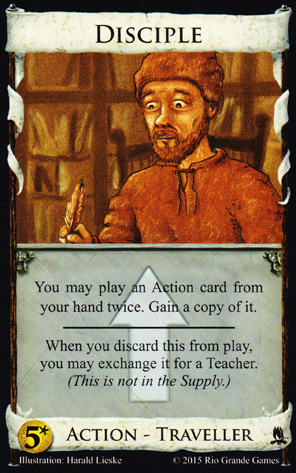 DISCIPLE
You may play an Action card from
your hand twice. Gain a copy of it.
When you discard this from play,
you may exchange it for a Teacher.
(This is not in the Supply.)
5* ACTION - TRAVELLER
Illustration: Harald Lieske © 2015 Rio Grande Games